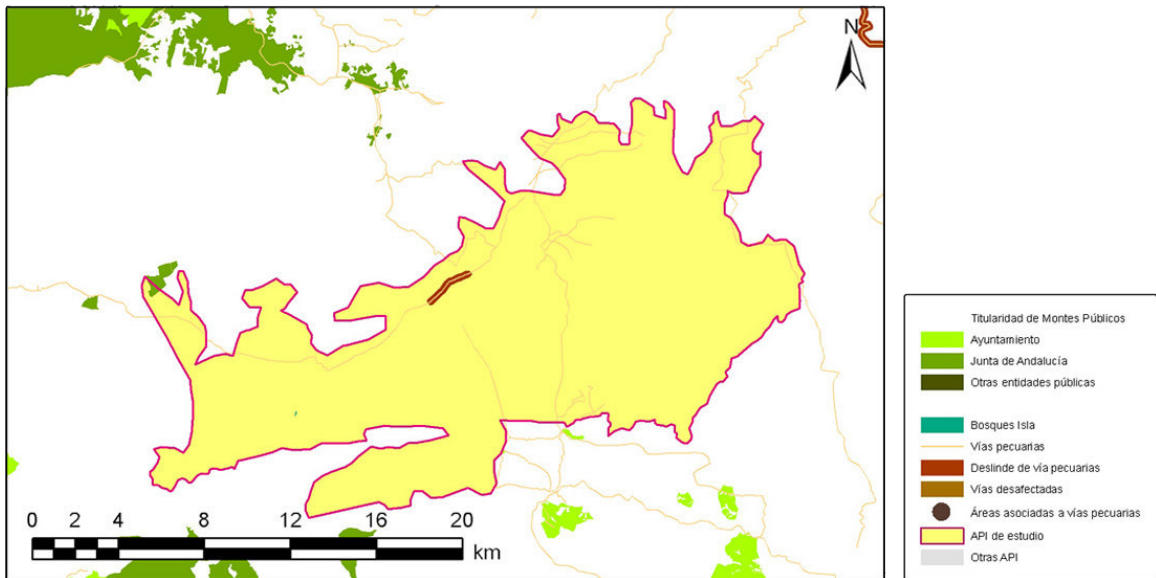 N
0 2 4 8 12 16 20
km
Titularidad de Montes Públicos
Ayuntamiento
Junta de Andalucía
Otras entidades públicas
Bosques Isla
Vías pecuarias
Deslinde de vía pecuarias
Vías desafectadas
Áreas asociadas a vías pecuarias
API de estudio
Otras API